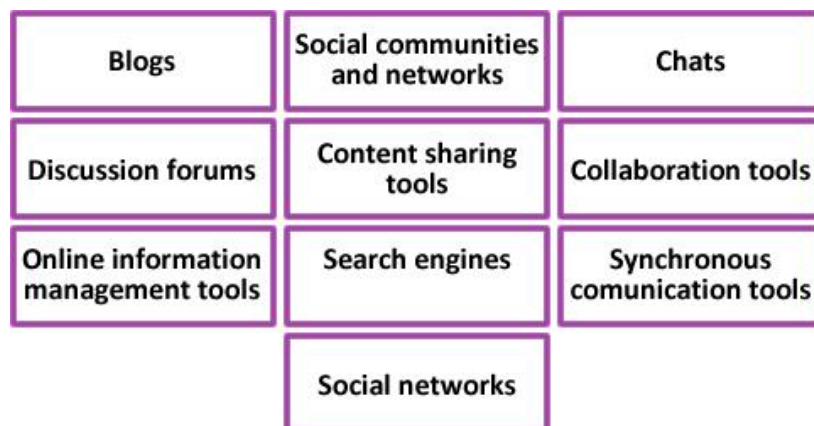 Blogs
Social communities
and networks
Chats
Discussion forums
Content sharing
tools
Collaboration tools
Online information
management tools
Search engines
Synchronous
comunication tools
Social networks